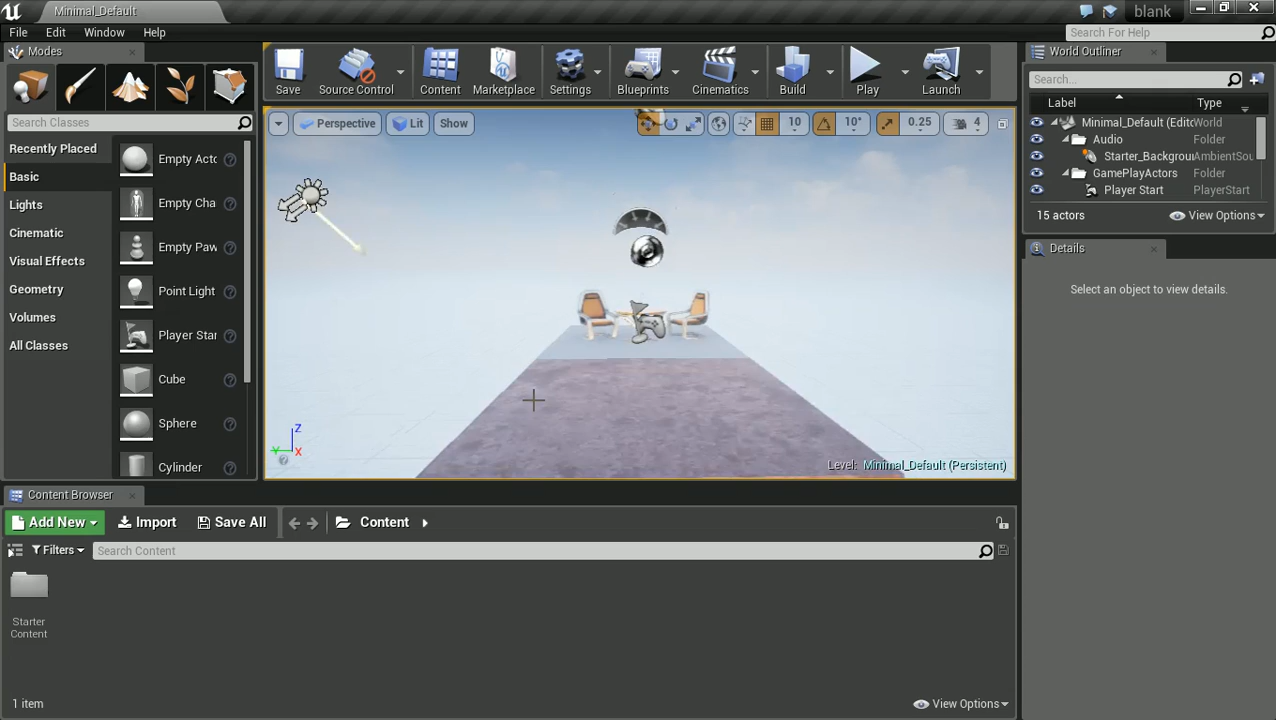 Minimal_Default
blank
File Edit Window Help
Search For Help
Modes
Save Source Control Content Marketplace Settings Blueprints Cinematics Build Play Launch
World Outliner
Search...
Label Type
Minimal_Default (Edito World
Audio Folder
Starter_Backgroun AmbientSou
GamePlayActors Folder
Player Start PlayerStart
15 actors View Options
Details
Select an object to view details.
Search Classes
Recently Placed
Basic
Lights
Cinematic
Visual Effects
Geometry
Volumes
All Classes
Empty Acto
Empty Cha
Empty Paw
Point Light
Player Star
Cube
Sphere
Cylinder
Perspective Lit Show 10 10° 0.25 4
Z
Y X
Level: Minimal_Default (Persistent)
Content Browser
Add New Import Save All Content
Filters Search Content
Starter
Content
1 item View Options